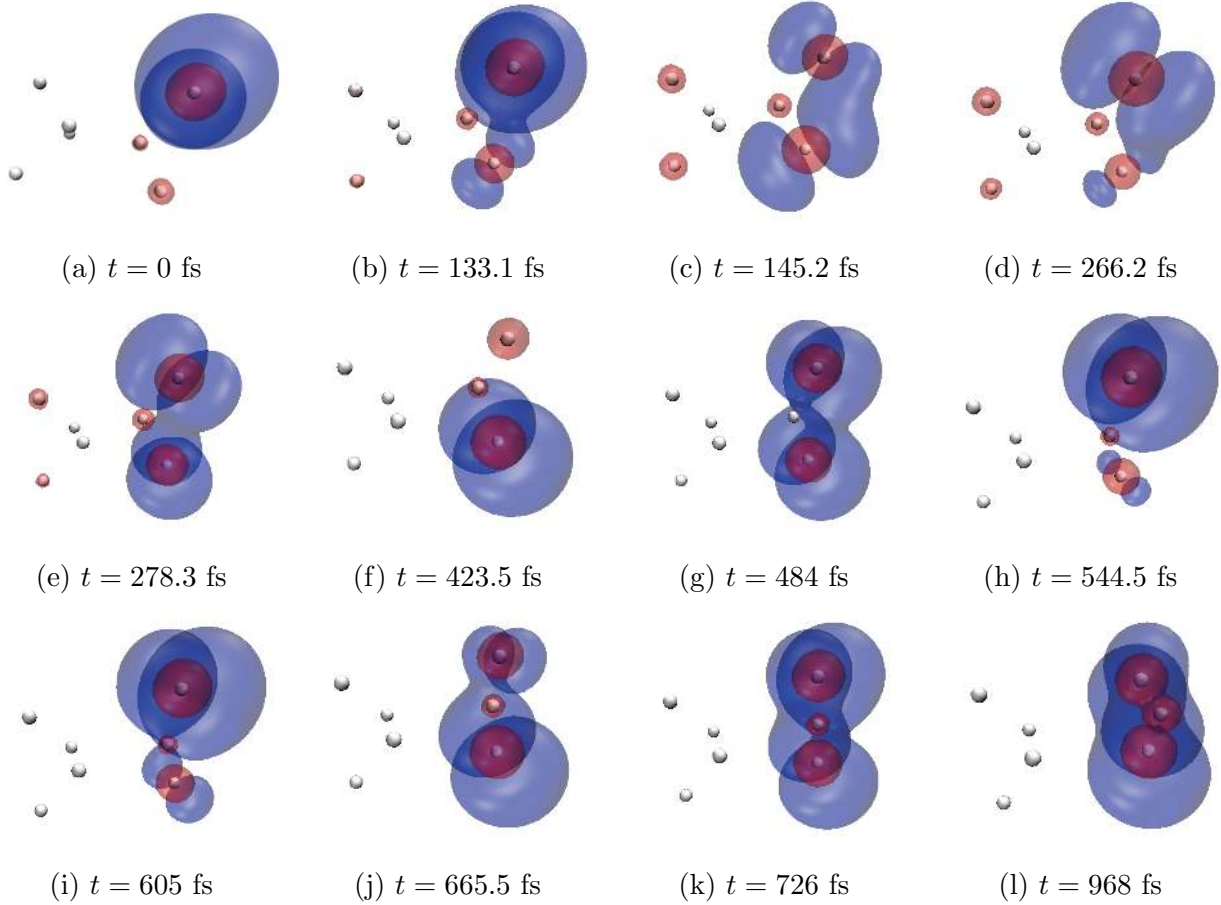 (a) t = 0 fs
(b) t = 133.1 fs
(c) t = 145.2 fs
(d) t = 266.2 fs
(e) t = 278.3 fs
(f) t = 423.5 fs
(g) t = 484 fs
(h) t = 544.5 fs
(i) t = 605 fs
(j) t = 665.5 fs
(k) t = 726 fs
(l) t = 968 fs